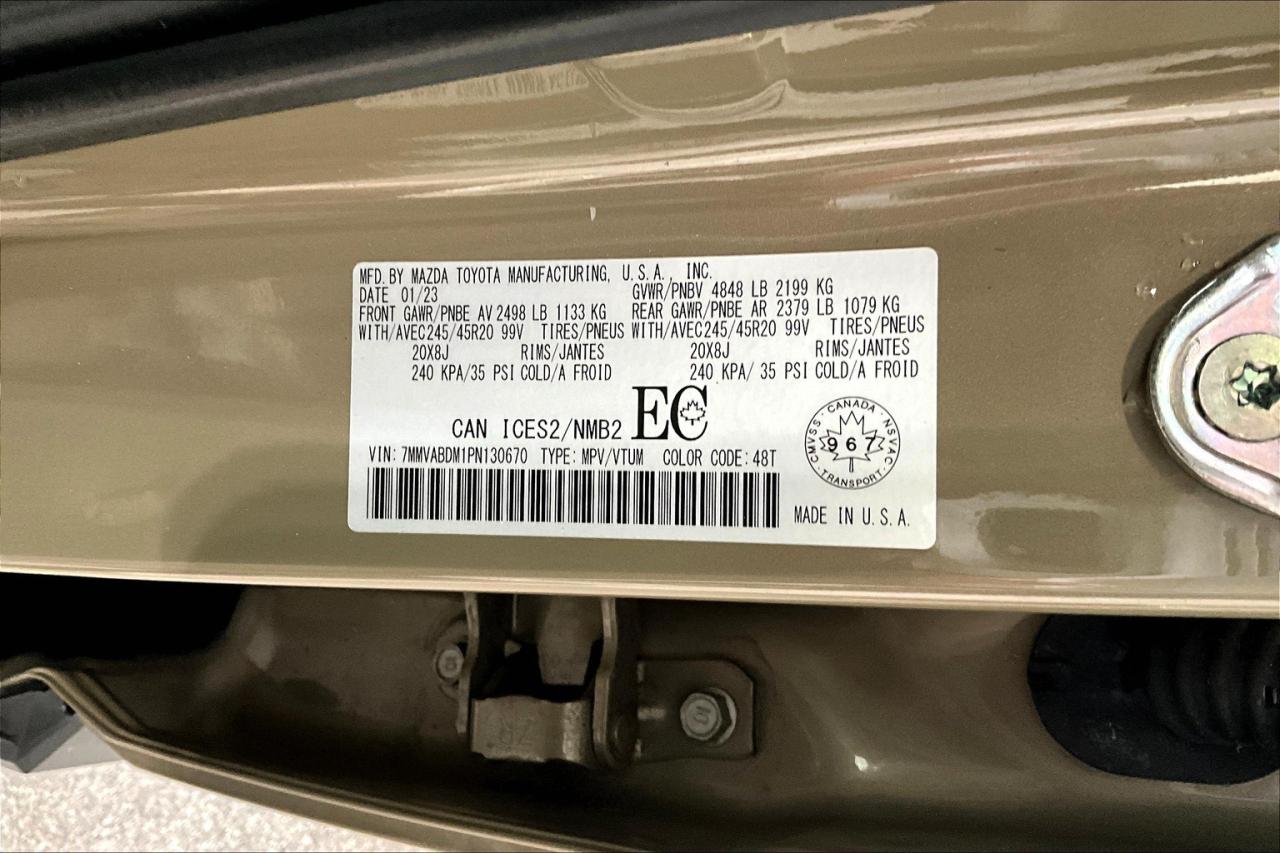 MFD. BY MAZDA TOYOTA MANUFACTURING, U.S.A., INC.
DATE 01/23 GVWR/PNBV 4848 LB 2199 KG
FRONT GAWR/PNBE AV 2498 LB 1133 KG REAR GAWR/PNBE AR 2379 LB 1079 KG
WITH/AVEC245/45R20 99V TIRES/PNEUS WITH/AVEC245/45R20 99V TIRES/PNEUS
20X8J RIMS/JANTES 20X8J RIMS/JANTES
240 KPA/35 PSI COLD/A FROID 240 KPA/ 35 PSI COLD/A FROID
CAN ICES2/NMB2 EC
CANADA
CMVSS 967 NSVAC
TRANSPORT
VIN: 7MMVABDM1PN130670 TYPE: MPV/VTUM COLOR CODE: 48T
MADE IN U.S.A.